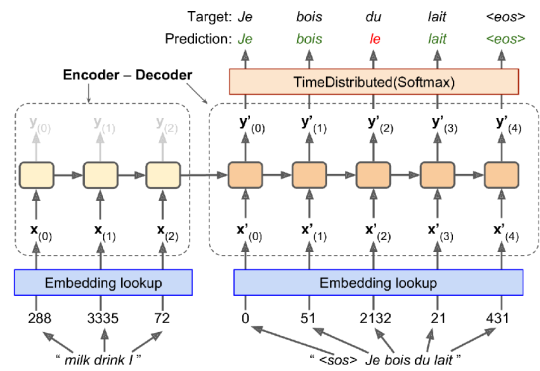 Target: Je bois du lait <eos>
Prediction: Je bois le lait <eos>
Encoder – Decoder
TimeDistributed(Softmax)
y(0) y(1) y(2) y'(0) y'(1) y'(2) y'(3) y'(4)
x(0) x(1) x(2) x'(0) x'(1) x'(2) x'(3) x'(4)
Embedding lookup Embedding lookup
288 3335 72 0 51 2132 21 431
“ milk drink I ” “ <sos> Je bois du lait ”